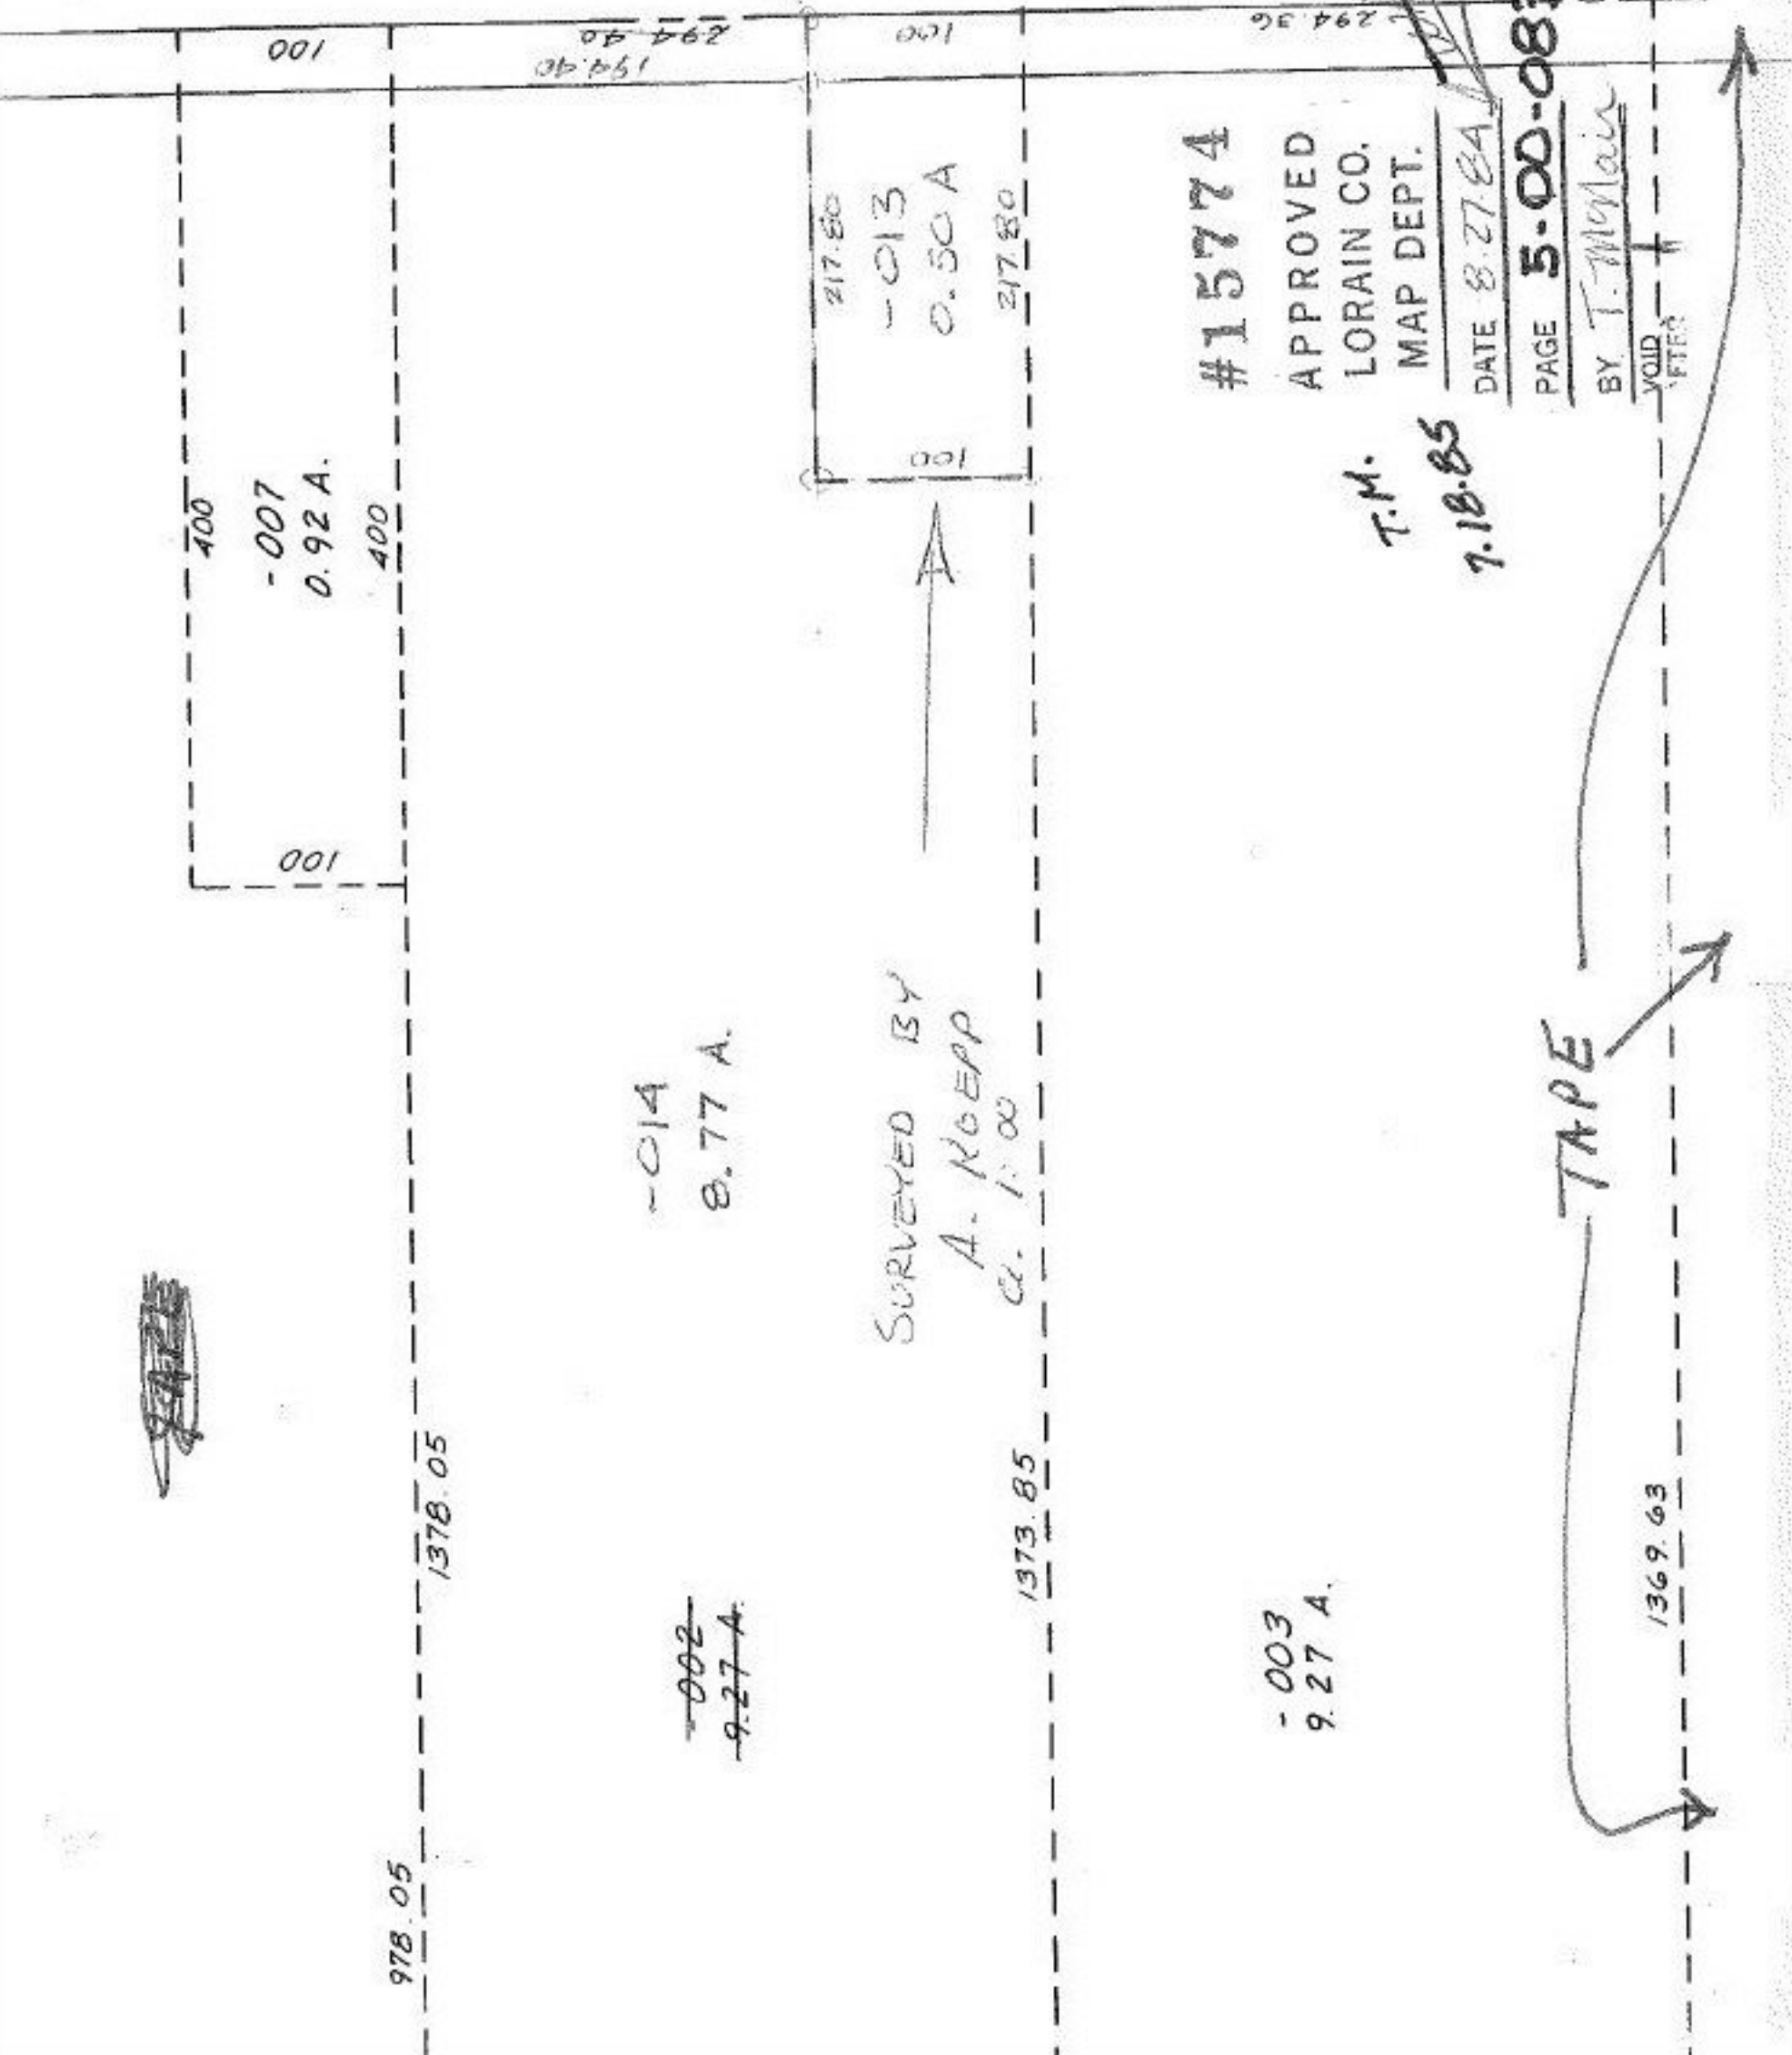 100
294.40
194.40
100
294.36
400
-007
0.92 A.
400
100
217.80
-013
0.50 A
217.80
100
#15774
APPROVED
LORAIN CO.
MAP DEPT.
DATE 8.27.84
PAGE 5-00-083
BY T. McNair
VOID
T.M.
7.18.85
-014
8.77 A.
SURVEYED BY
A. KOEPP
TAPE
1378.05
978.05
-002
9.27 A.
1373.85
-003
9.27 A.
1369.63